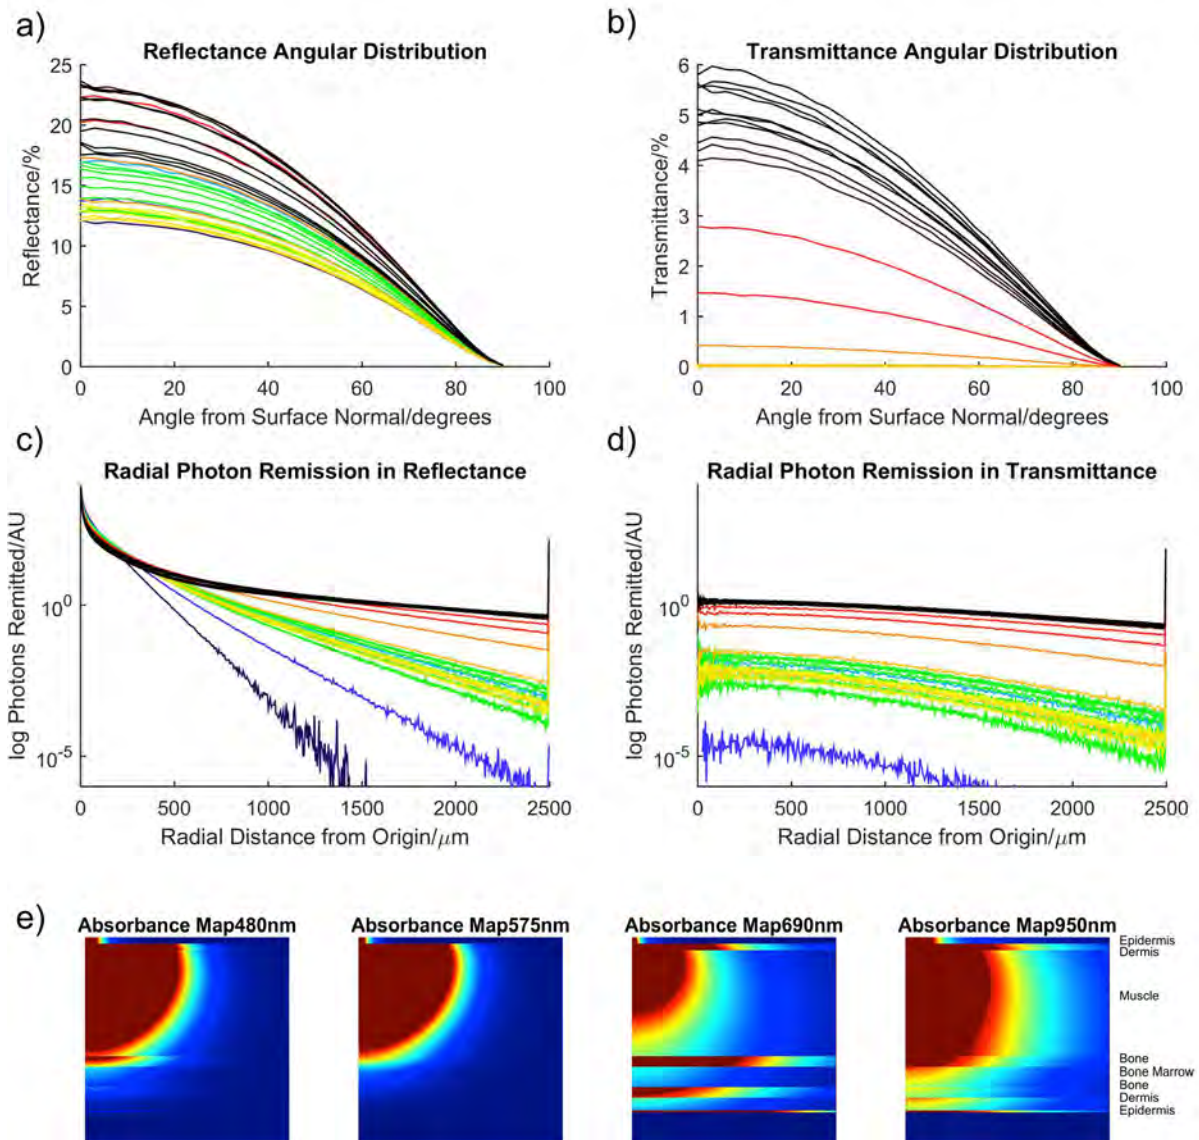 a)
Reflectance Angular Distribution
25
20
15
10
5
0
Reflectance/%
0 20 40 60 80 100
Angle from Surface Normal/degrees
b)
Transmittance Angular Distribution
6
5
4
3
2
1
0
Transmittance/%
0 20 40 60 80 100
Angle from Surface Normal/degrees
c)
Radial Photon Remission in Reflectance
log Photons Remitted/AU
10^0
10^-5
0 500 1000 1500 2000 2500
Radial Distance from Origin/μm
d)
Radial Photon Remission in Transmittance
log Photons Remitted/AU
10^0
10^-5
0 500 1000 1500 2000 2500
Radial Distance from Origin/μm
e)
Absorbance Map480nm
Absorbance Map575nm
Absorbance Map690nm
Absorbance Map950nm
Epidermis
Dermis
Muscle
Bone
Bone Marrow
Bone
Dermis
Epidermis